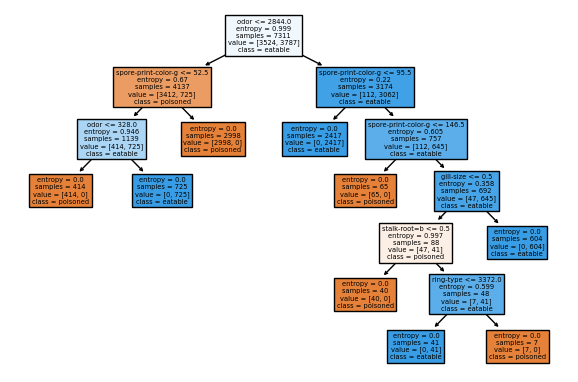 odor <= 2844.0
entropy = 0.999
samples = 7311
value = [3524, 3787]
class = eatable
spore-print-color-g <= 52.5
entropy = 0.67
samples = 4137
value = [3412, 725]
class = poisoned
spore-print-color-g <= 95.5
entropy = 0.22
samples = 3174
value = [112, 3062]
class = eatable
odor <= 328.0
entropy = 0.946
samples = 1139
value = [414, 725]
class = eatable
entropy = 0.0
samples = 2998
value = [2998, 0]
class = poisoned
entropy = 0.0
samples = 2417
value = [0, 2417]
class = eatable
spore-print-color-g <= 146.5
entropy = 0.605
samples = 757
value = [112, 645]
class = eatable
entropy = 0.0
samples = 414
value = [414, 0]
class = poisoned
entropy = 0.0
samples = 725
value = [0, 725]
class = eatable
entropy = 0.0
samples = 65
value = [65, 0]
class = poisoned
gill-size <= 0.5
entropy = 0.358
samples = 692
value = [47, 645]
class = eatable
stalk-root=b <= 0.5
entropy = 0.997
samples = 88
value = [47, 41]
class = poisoned
entropy = 0.0
samples = 604
value = [0, 604]
class = eatable
entropy = 0.0
samples = 40
value = [40, 0]
class = poisoned
ring-type <= 3372.0
entropy = 0.599
samples = 48
value = [7, 41]
class = eatable
entropy = 0.0
samples = 41
value = [0, 41]
class = eatable
entropy = 0.0
samples = 7
value = [7, 0]
class = poisoned